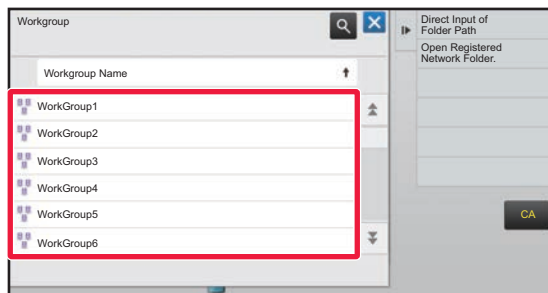 Workgroup
Workgroup Name
WorkGroup1
WorkGroup2
WorkGroup3
WorkGroup4
WorkGroup5
WorkGroup6
Direct Input of
Folder Path
Open Registered
Network Folder.
CA